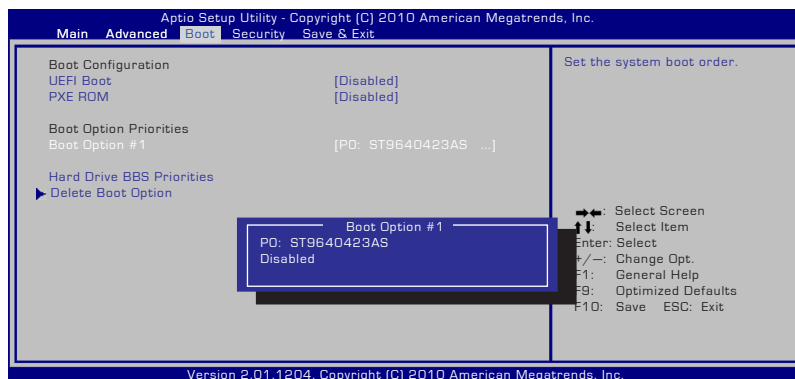 Aptio Setup Utility - Copyright (C) 2010 American Megatrends, Inc.
Main Advanced Boot Security Save & Exit
Boot Configuration
UEFI Boot [Disabled]
PXE ROM [Disabled]
Boot Option Priorities
Boot Option #1 [P0: ST9640423AS ...]
Hard Drive BBS Priorities
Delete Boot Option
Set the system boot order.
Boot Option #1
P0: ST9640423AS
Disabled
→←: Select Screen
↑↓: Select Item
Enter: Select
+/—: Change Opt.
F1: General Help
F9: Optimized Defaults
F10: Save ESC: Exit
Version 2.01.1204. Copyright (C) 2010 American Megatrends, Inc.